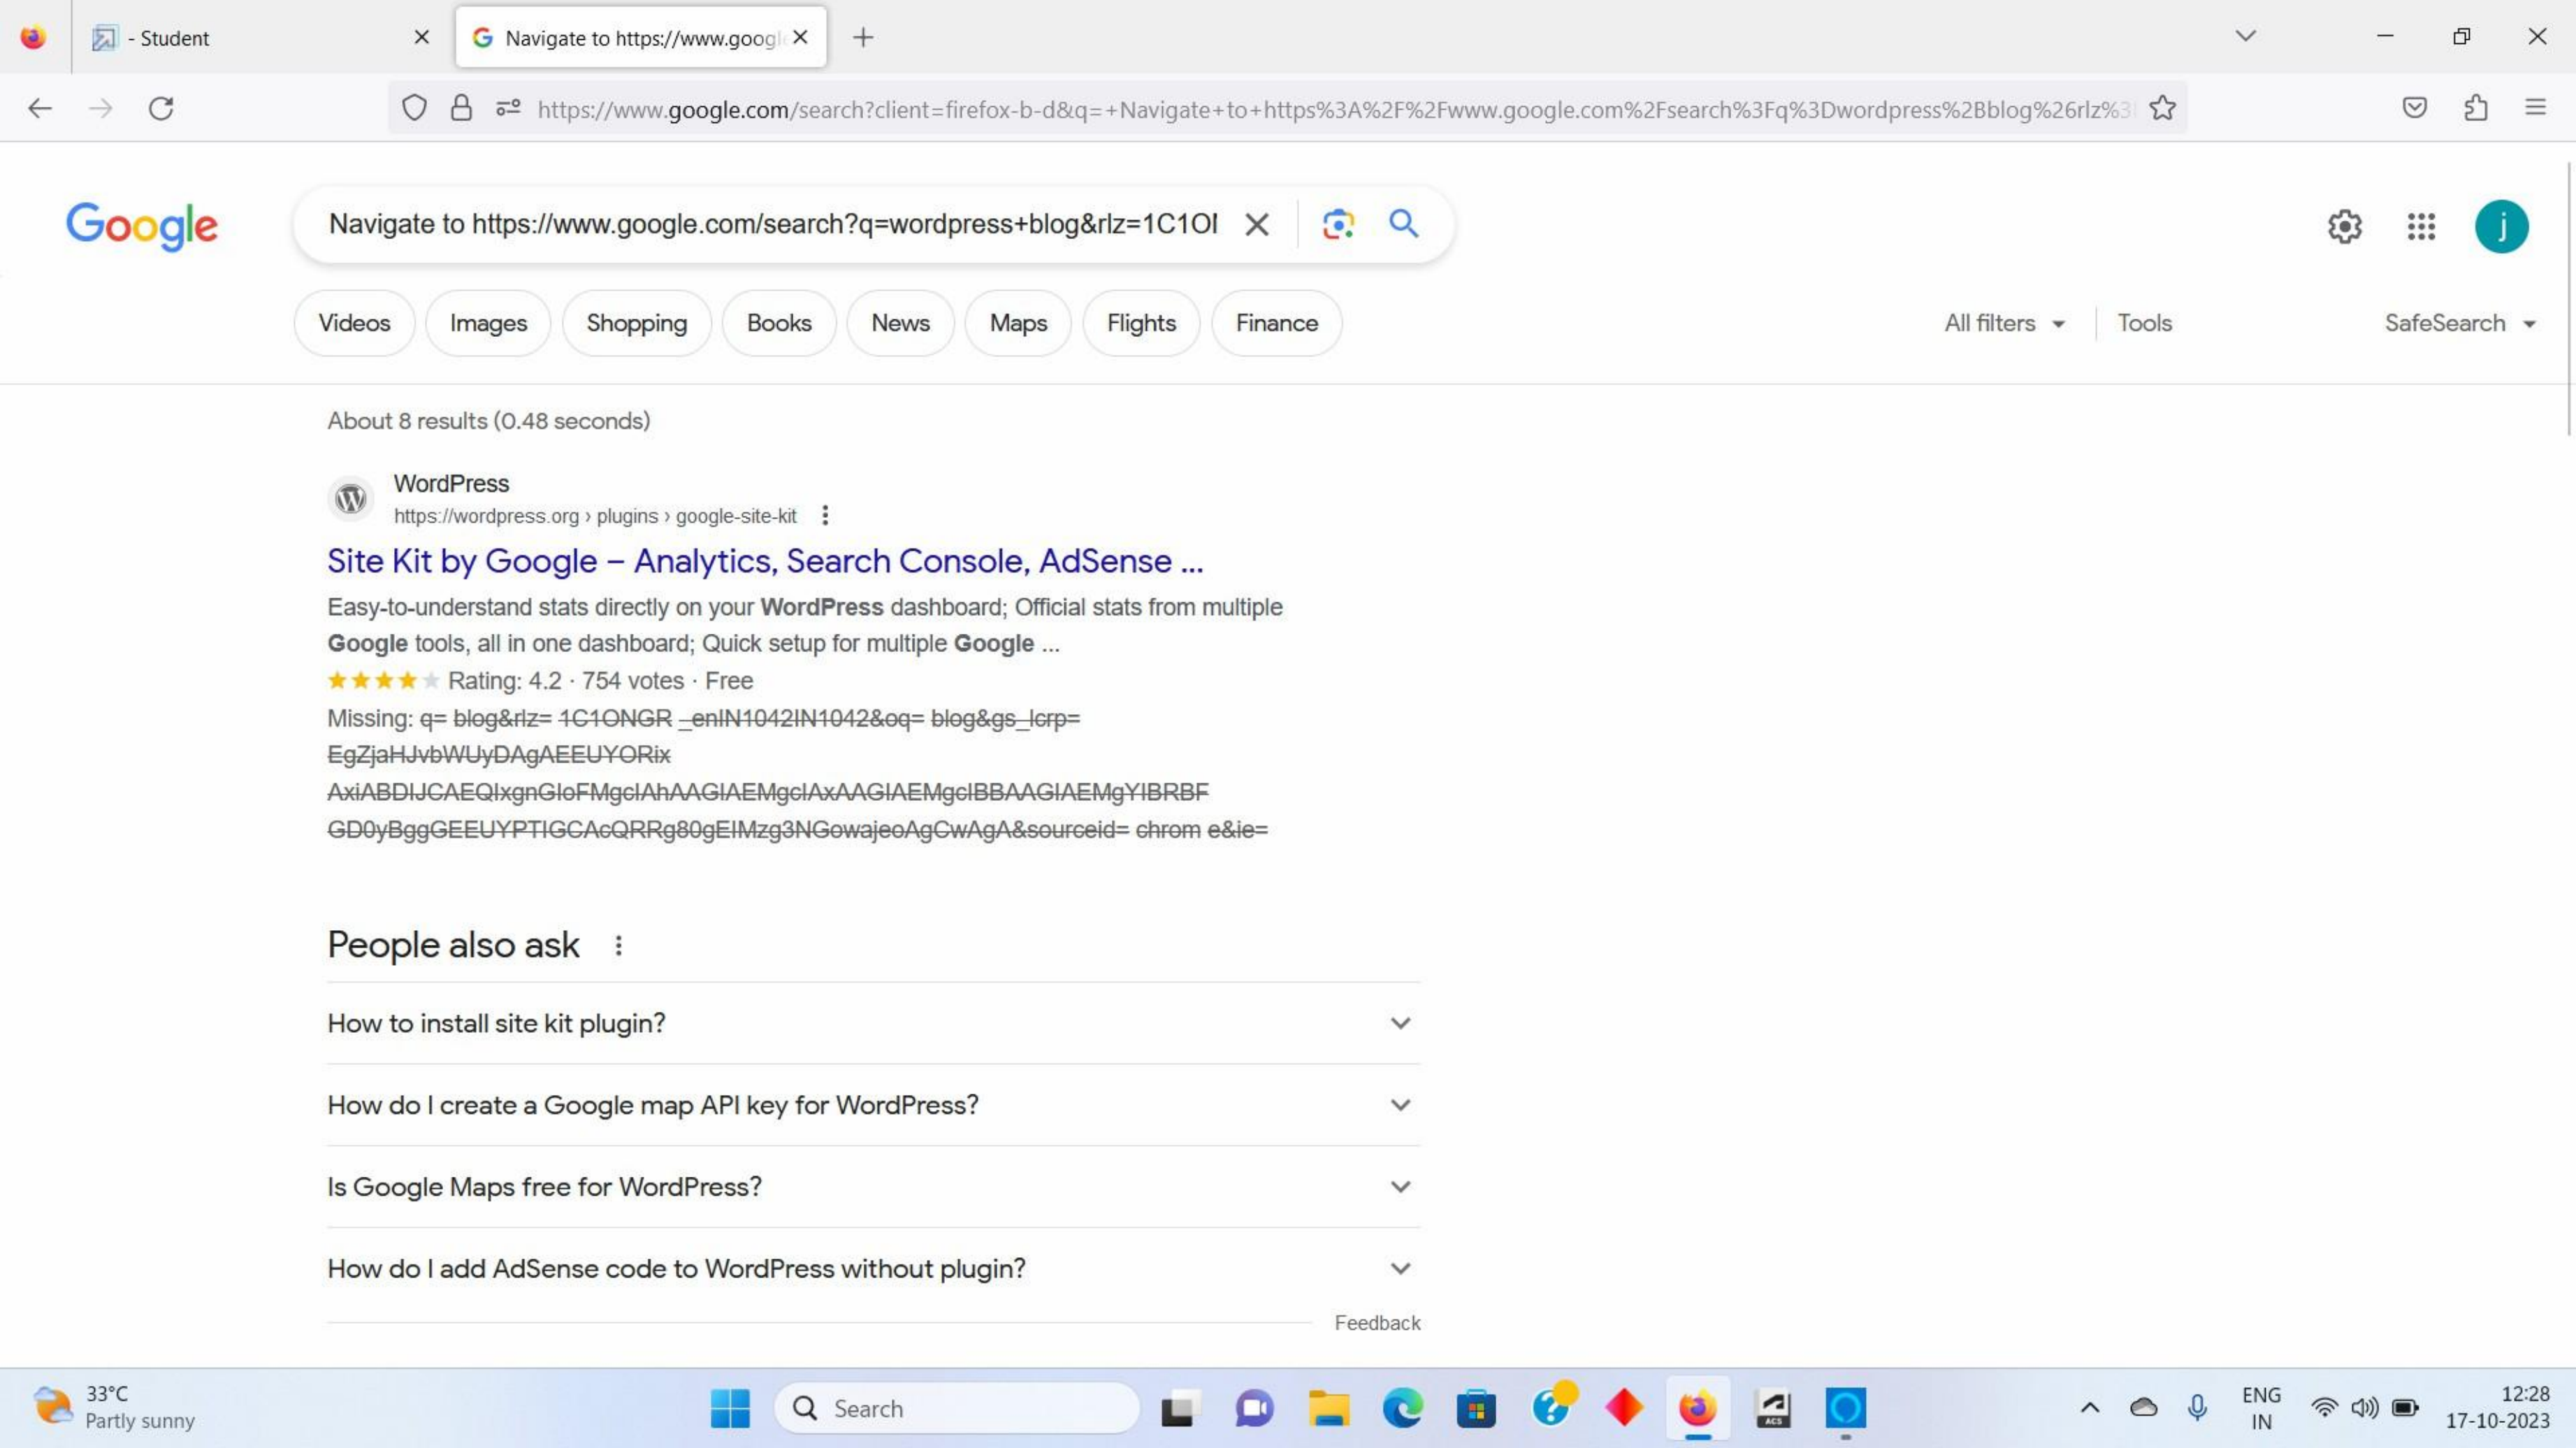 - Student
Navigate to https://www.googl
https://www.google.com/search?client=firefox-b-d&q=+Navigate+to+https%3A%2F%2Fwww.google.com%2Fsearch%3Fq%3Dwordpress%2Bblog%26rlz%3
Google
Navigate to https://www.google.com/search?q=wordpress+blog&rlz=1C1O
j
Videos
Images
Shopping
Books
News
Maps
Flights
Finance
All filters
Tools
SafeSearch
About 8 results (0.48 seconds)
WordPress
https://wordpress.org › plugins › google-site-kit
Site Kit by Google – Analytics, Search Console, AdSense ...
Easy-to-understand stats directly on your WordPress dashboard; Official stats from multiple
Google tools, all in one dashboard; Quick setup for multiple Google ...
Rating: 4.2 · 754 votes · Free
Missing: q= blog&rlz= 1C1ONGR _enIN1042IN1042&oq= blog&gs_lcrp=
EgZjaHJvbWUyDAgAEEUYORix
AxiABDIJCAEQIxgnGIoFMgcIAhAAGIAEMgcIAxAAGIAEMgcIBBAAGIAEMgYIBRBF
GD0yBggGEEUYPTIGCAcQRRg80gEIMzg3NGowajeoAgCwAgA&sourceid= chrom e&ie=
People also ask
How to install site kit plugin?
How do I create a Google map API key for WordPress?
Is Google Maps free for WordPress?
How do I add AdSense code to WordPress without plugin?
Feedback
33°C
Partly sunny
Search
ACS
ENG
IN
12:28
17-10-2023